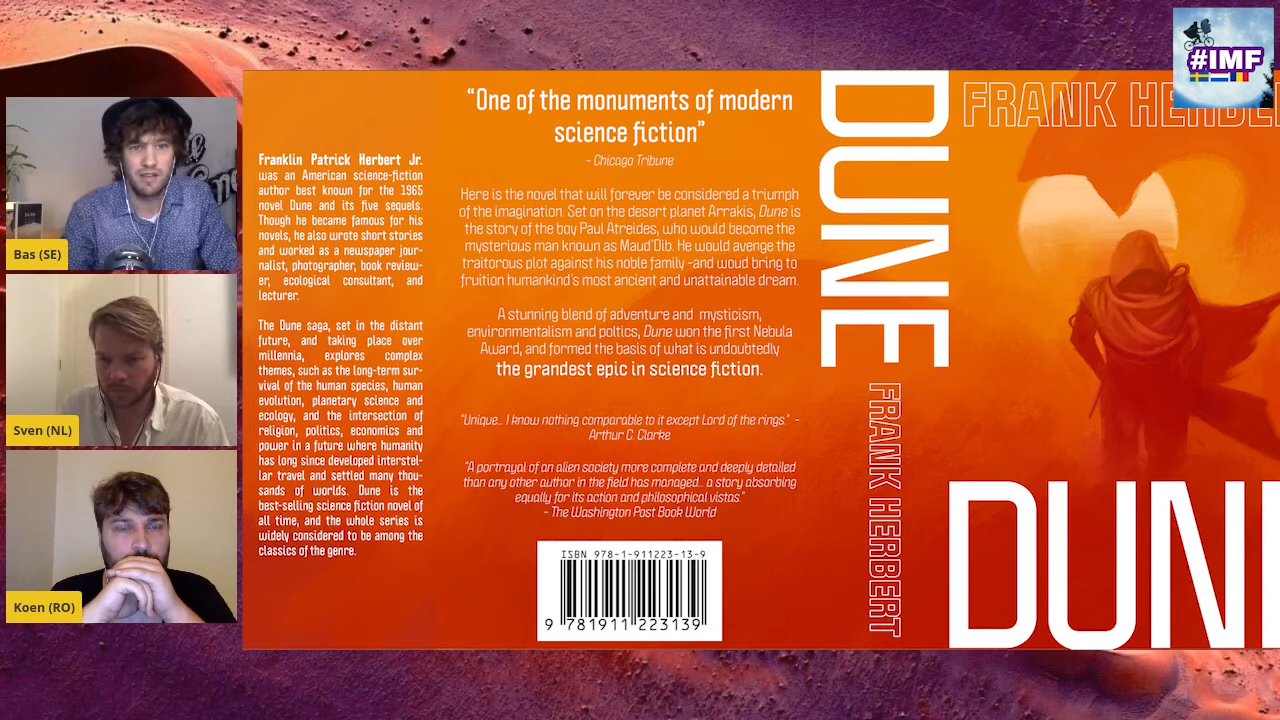 #IMF
Bas (SE)
Sven (NL)
Koen (RO)
Franklin Patrick Herbert Jr.
was an American science-fiction
author best known for the 1965
novel Dune and its five sequels.
Though he became famous for his
novels, he also wrote short stories
and worked as a newspaper jour-
nalist, photographer, book review-
er, ecological consultant, and
lecturer.
The Dune saga, set in the distant
future, and taking place over
millennia, explores complex
themes, such as the long-term sur-
vival of the human species, human
evolution, planetary science and
ecology, and the intersection of
religion, politics, economics and
power in a future where humanity
has long since developed interstel-
lar travel and settled many thou-
sands of worlds. Dune is the
best-selling science fiction novel of
all time, and the whole series is
widely considered to be among the
classics of the genre.
“One of the monuments of modern
science fiction”
- Chicago Tribune
Here is the novel that will forever be considered a triumph
of the imagination. Set on the desert planet Arrakis, Dune is
the story of the boy Paul Atreides, who would become the
mysterious man known as Maud'Dib. He would avenge the
traitorous plot against his noble family -and woud bring to
fruition humankind's most ancient and unattainable dream.
A stunning blend of adventure and mysticism,
environmentalism and poltics, Dune won the first Nebula
Award, and formed the basis of what is undoubtedly
the grandest epic in science fiction.
"Unique... I know nothing comparable to it except Lord of the rings." -
Arthur C. Clarke
"A portrayal of an alien society more complete and deeply detailed
than any other author in the field has managed... a story absorbing
equally for its action and philosophical vistas."
- The Washington Post Book World
ISBN 978-1-911223-13-9
9 781911 223139
DUNE
FRANK HERBERT
FRANK HERBE
DUN